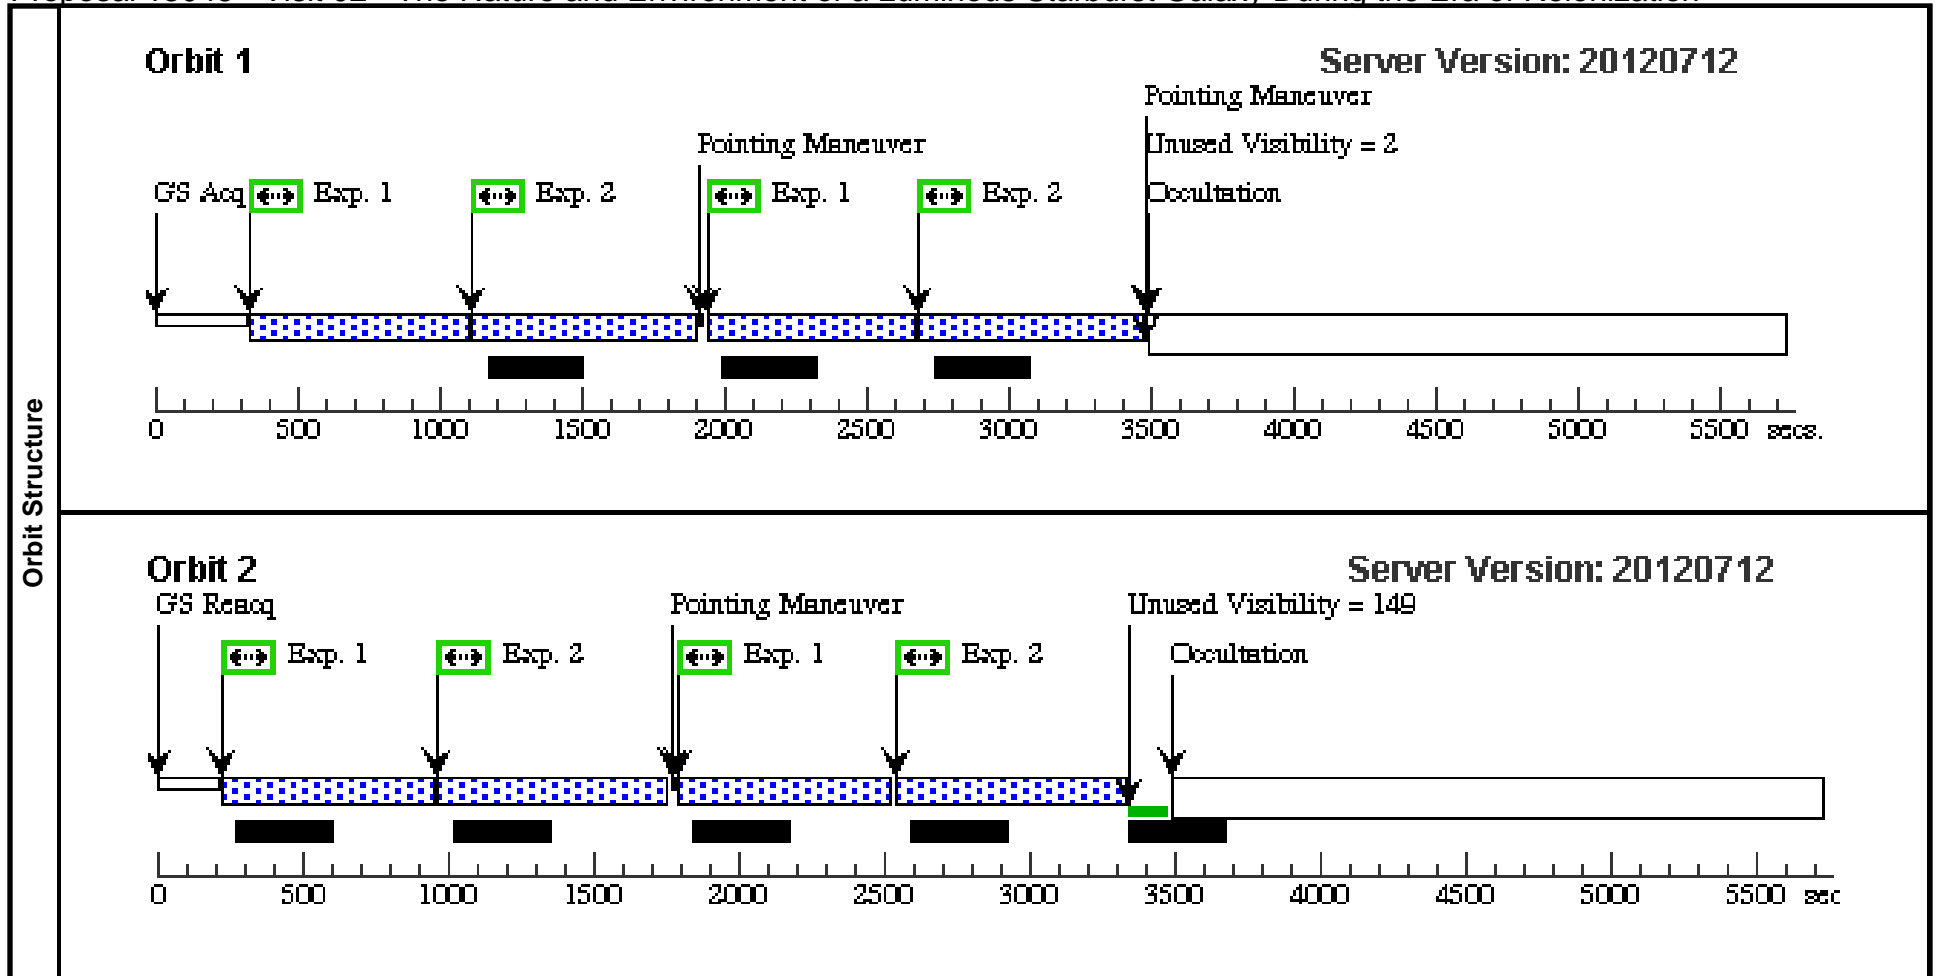 Orbit Structure
Orbit 1
Server Version: 20120712
Pointing Maneuver
Pointing Maneuver
Unused Visibility = 2
GS Acq
Exp. 1
Exp. 2
Exp. 1
Exp. 2
Occultation
0 500 1000 1500 2000 2500 3000 3500 4000 4500 5000 5500 secs.
Orbit 2
Server Version: 20120712
GS Reacq
Pointing Maneuver
Unused Visibility = 149
Exp. 1
Exp. 2
Exp. 1
Exp. 2
Occultation
0 500 1000 1500 2000 2500 3000 3500 4000 4500 5000 5500 sec